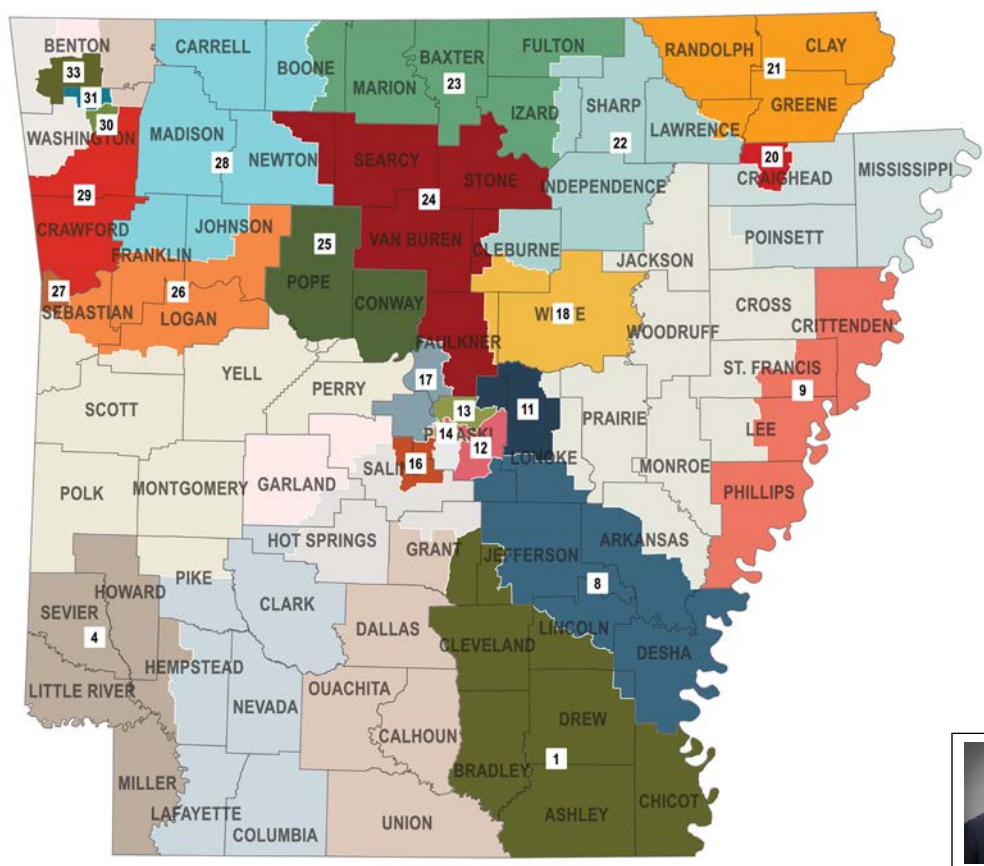 BENTON
CARRELL
BOONE
BAXTER
FULTON
RANDOLPH
CLAY
33
31
30
MARION
23
IZARD
SHARP
21
GREENE
WASHINGTON
MADISON
28
NEWTON
SEARCY
STONE
22
LAWRENCE
20
CRAIGHEAD
MISSISSIPPI
29
24
INDEPENDENCE
CRAWFORD
JOHNSON
FRANKLIN
25
POPE
VAN BUREN
CLEBURNE
JACKSON
POINSETT
27
SEBASTIAN
26
LOGAN
CONWAY
FAULKNER
WHITE
18
WOODRUFF
CROSS
CRITTENDEN
YELL
PERRY
17
13
11
ST. FRANCIS
9
SCOTT
14
PULASKI
12
PRAIRIE
LEE
POLK
MONTGOMERY
GARLAND
SALINE
16
LONOKE
MONROE
PHILLIPS
HOT SPRINGS
GRANT
JEFFERSON
ARKANSAS
HOWARD
PIKE
CLARK
8
SEVIER
4
DALLAS
LINCOLN
DESHA
HEMPSTEAD
CLEVELAND
LITTLE RIVER
NEVADA
OUACHITA
CALHOUN
DREW
1
MILLER
LAFAYETTE
COLUMBIA
UNION
BRADLEY
ASHLEY
CHICOT